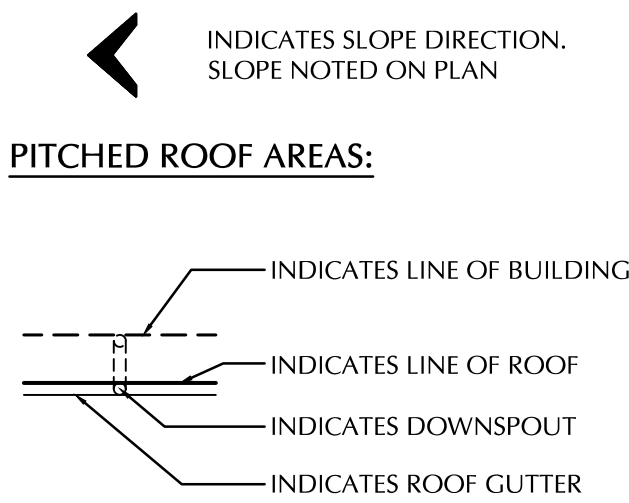 INDICATES SLOPE DIRECTION.
SLOPE NOTED ON PLAN
PITCHED ROOF AREAS:
INDICATES LINE OF BUILDING
INDICATES LINE OF ROOF
INDICATES DOWNSPOUT
INDICATES ROOF GUTTER